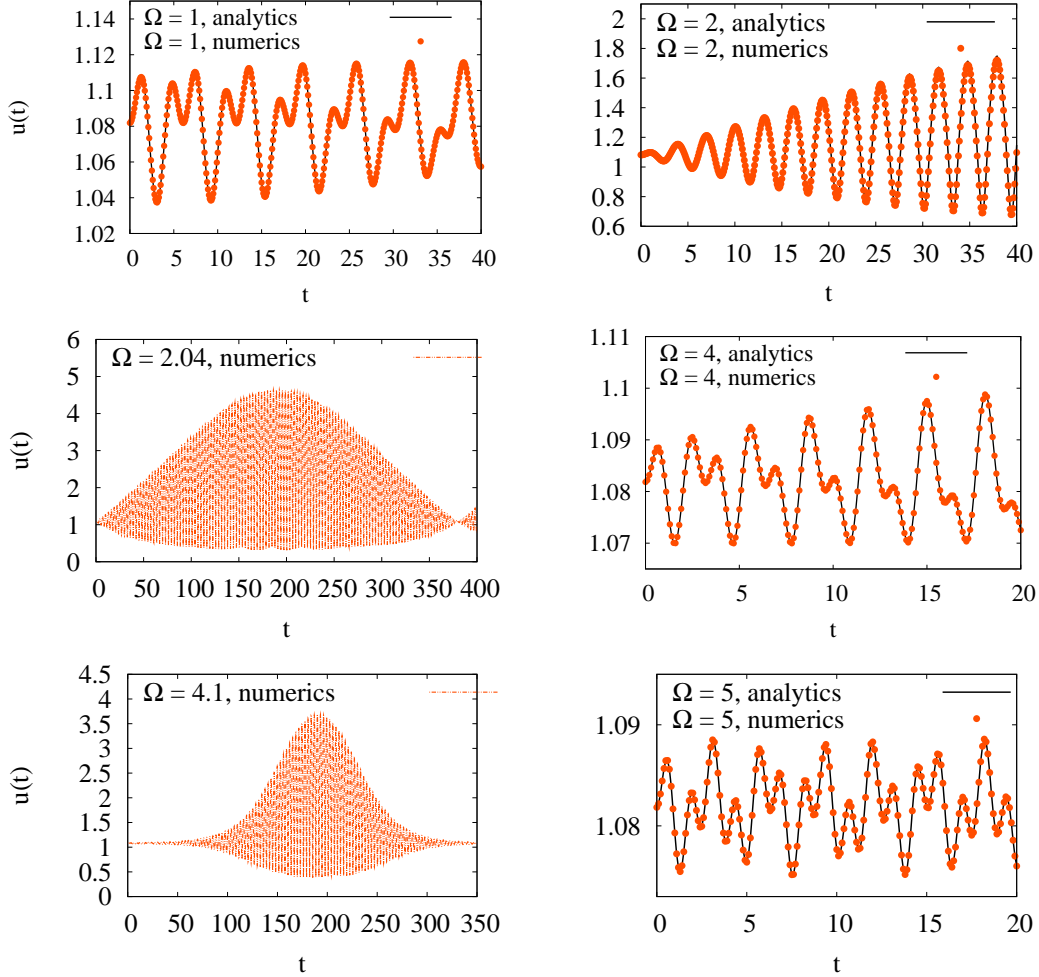 Ω = 1, analytics
Ω = 1, numerics
1.14
1.12
1.1
1.08
1.06
1.04
1.02
u(t)
0 5 10 15 20 25 30 35 40
t
Ω = 2, analytics
Ω = 2, numerics
2
1.8
1.6
1.4
1.2
1
0.8
0.6
0 5 10 15 20 25 30 35 40
t
Ω = 2.04, numerics
6
5
4
3
2
1
0
u(t)
0 50 100 150 200 250 300 350 400
t
Ω = 4, analytics
Ω = 4, numerics
1.11
1.1
1.09
1.08
1.07
0 5 10 15 20
t
Ω = 4.1, numerics
4.5
4
3.5
3
2.5
2
1.5
1
0.5
0
u(t)
0 50 100 150 200 250 300 350
t
Ω = 5, analytics
Ω = 5, numerics
1.09
1.08
0 5 10 15 20
t